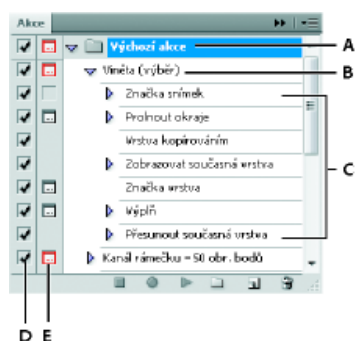 Akce
Výchozí akce
A
Viněta (výběr)
B
Značka snímek
Prolnout okraje
Vrstva kopírováním
C
Zobrazovat současná vrstva
Značka vrstva
Výplň
Přesunout současná vrstva
Kanál rámečku - 50 obr. bodů
D E